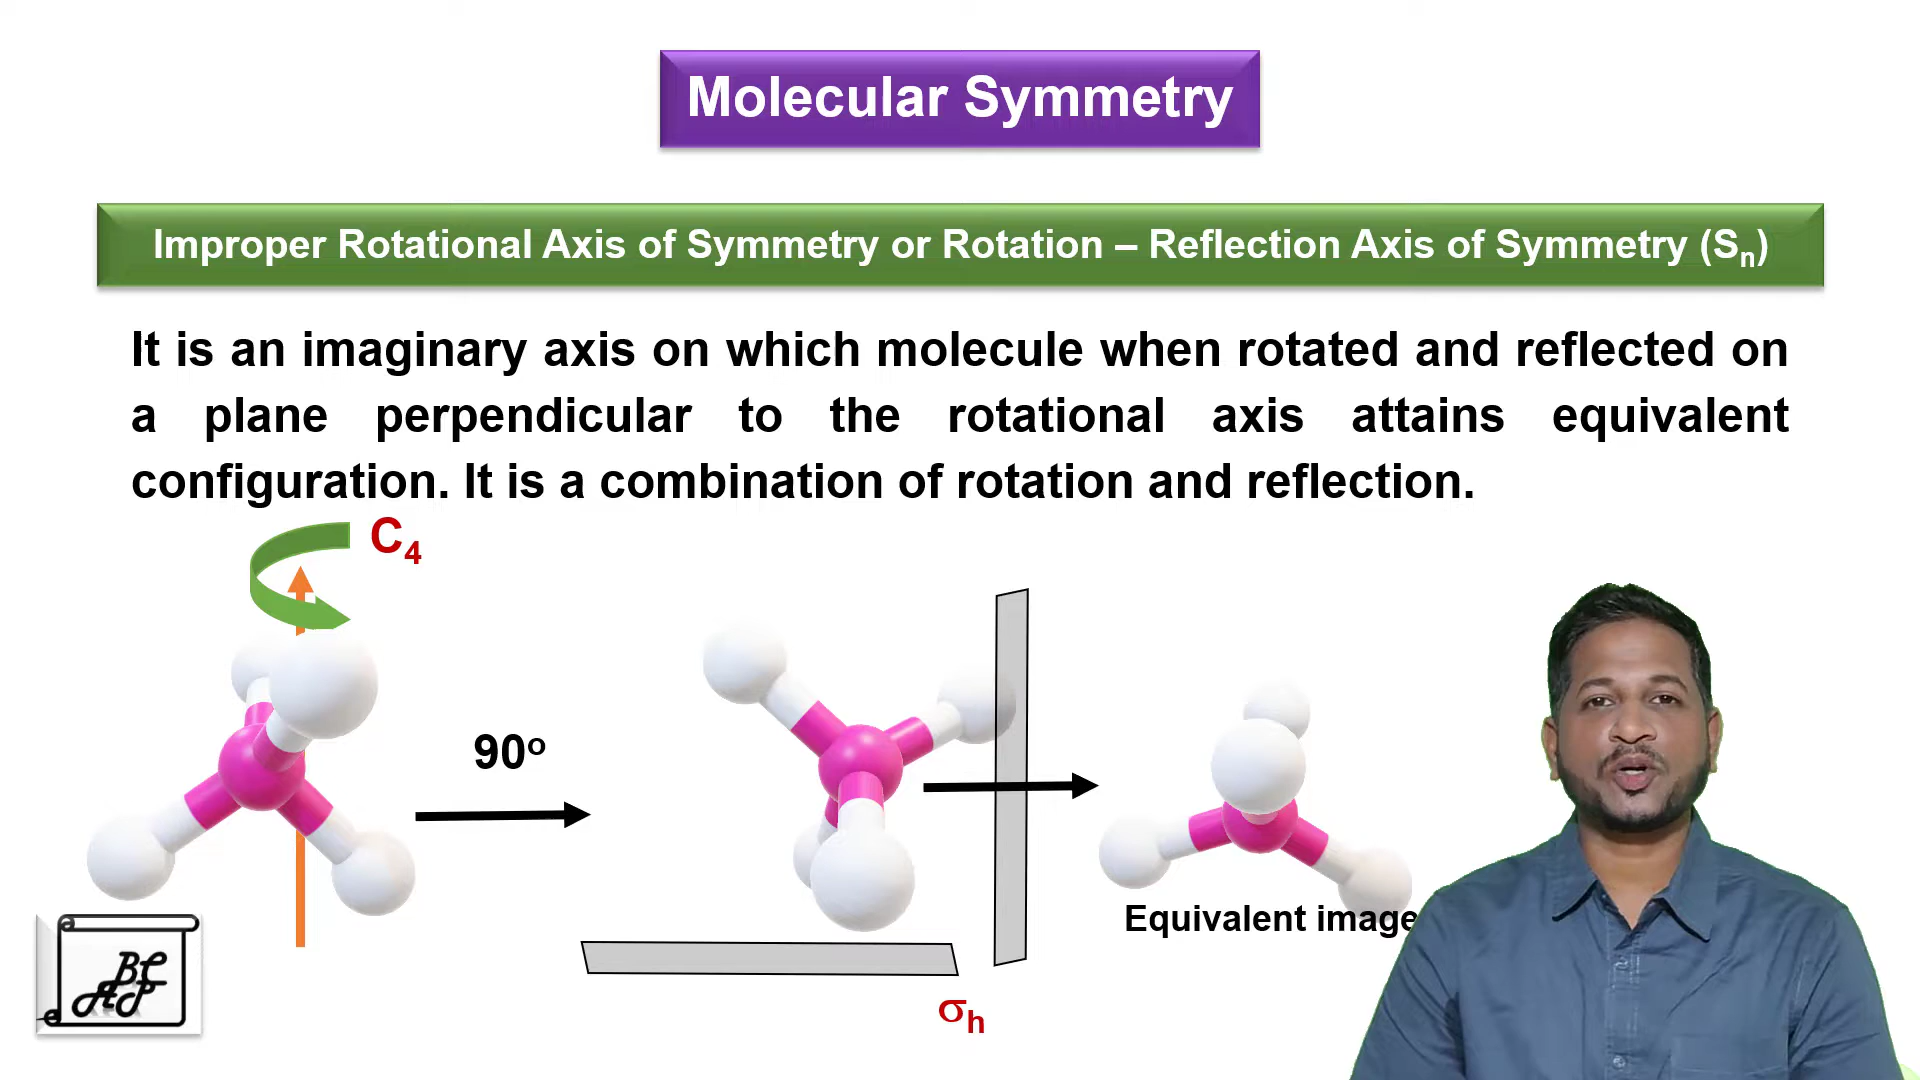 Molecular Symmetry
Improper Rotational Axis of Symmetry or Rotation – Reflection Axis of Symmetry (Sn)
It is an imaginary axis on which molecule when rotated and reflected on
a plane perpendicular to the rotational axis attains equivalent
configuration. It is a combination of rotation and reflection.
C4
90o
Equivalent image
σh